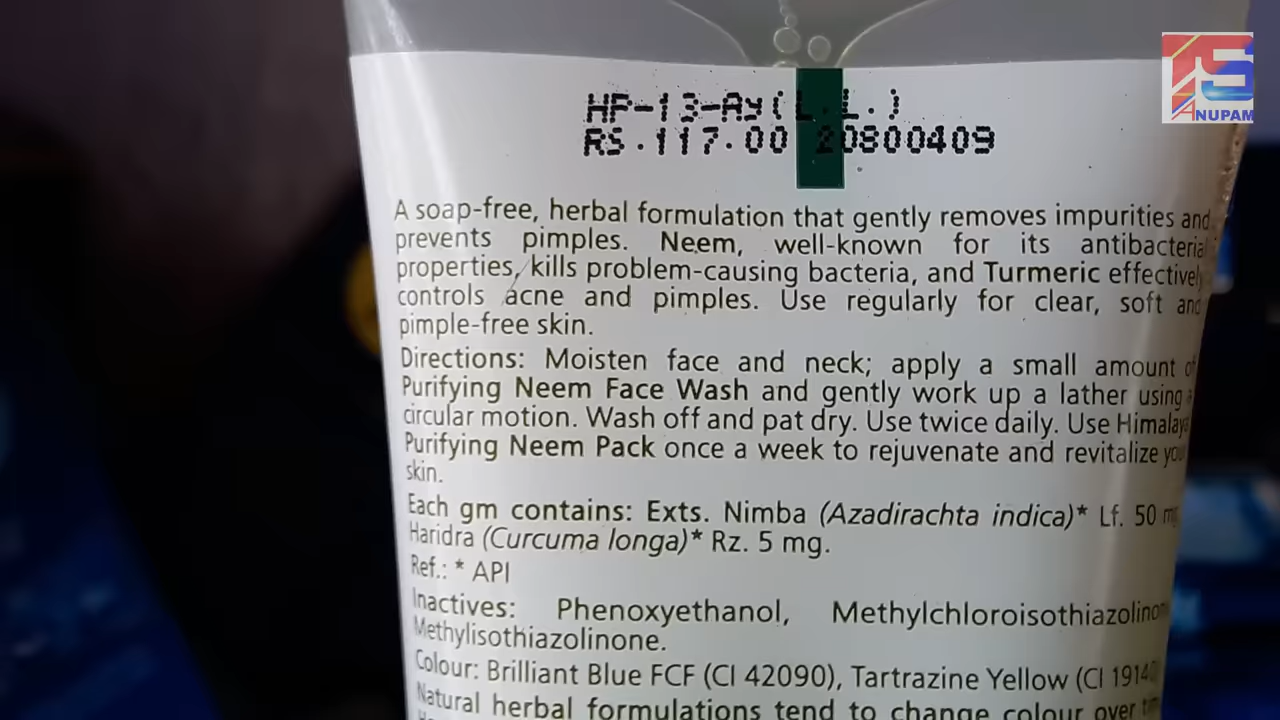 HP-13-Ay(L.L.)
RS.117.00 20800409
A soap-free, herbal formulation that gently removes impurities and
prevents pimples. Neem, well-known for its antibacterial
properties, kills problem-causing bacteria, and Turmeric effectively
controls acne and pimples. Use regularly for clear, soft and
pimple-free skin.
Directions: Moisten face and neck; apply a small amount of
Purifying Neem Face Wash and gently work up a lather using a
circular motion. Wash off and pat dry. Use twice daily. Use Himalaya
Purifying Neem Pack once a week to rejuvenate and revitalize
skin.
Each gm contains: Exts. Nimba (Azadirachta indica)* Lf. 50 mg
Haridra (Curcuma longa)* Rz. 5 mg.
Ref.: * API
Inactives: Phenoxyethanol,
Methylisothiazolinone.
Colour: Brilliant Blue FCF (CI 42090), Tartrazine Yellow (CI 19140
Natural herbal formulations tend to change colour over
ANUPAM